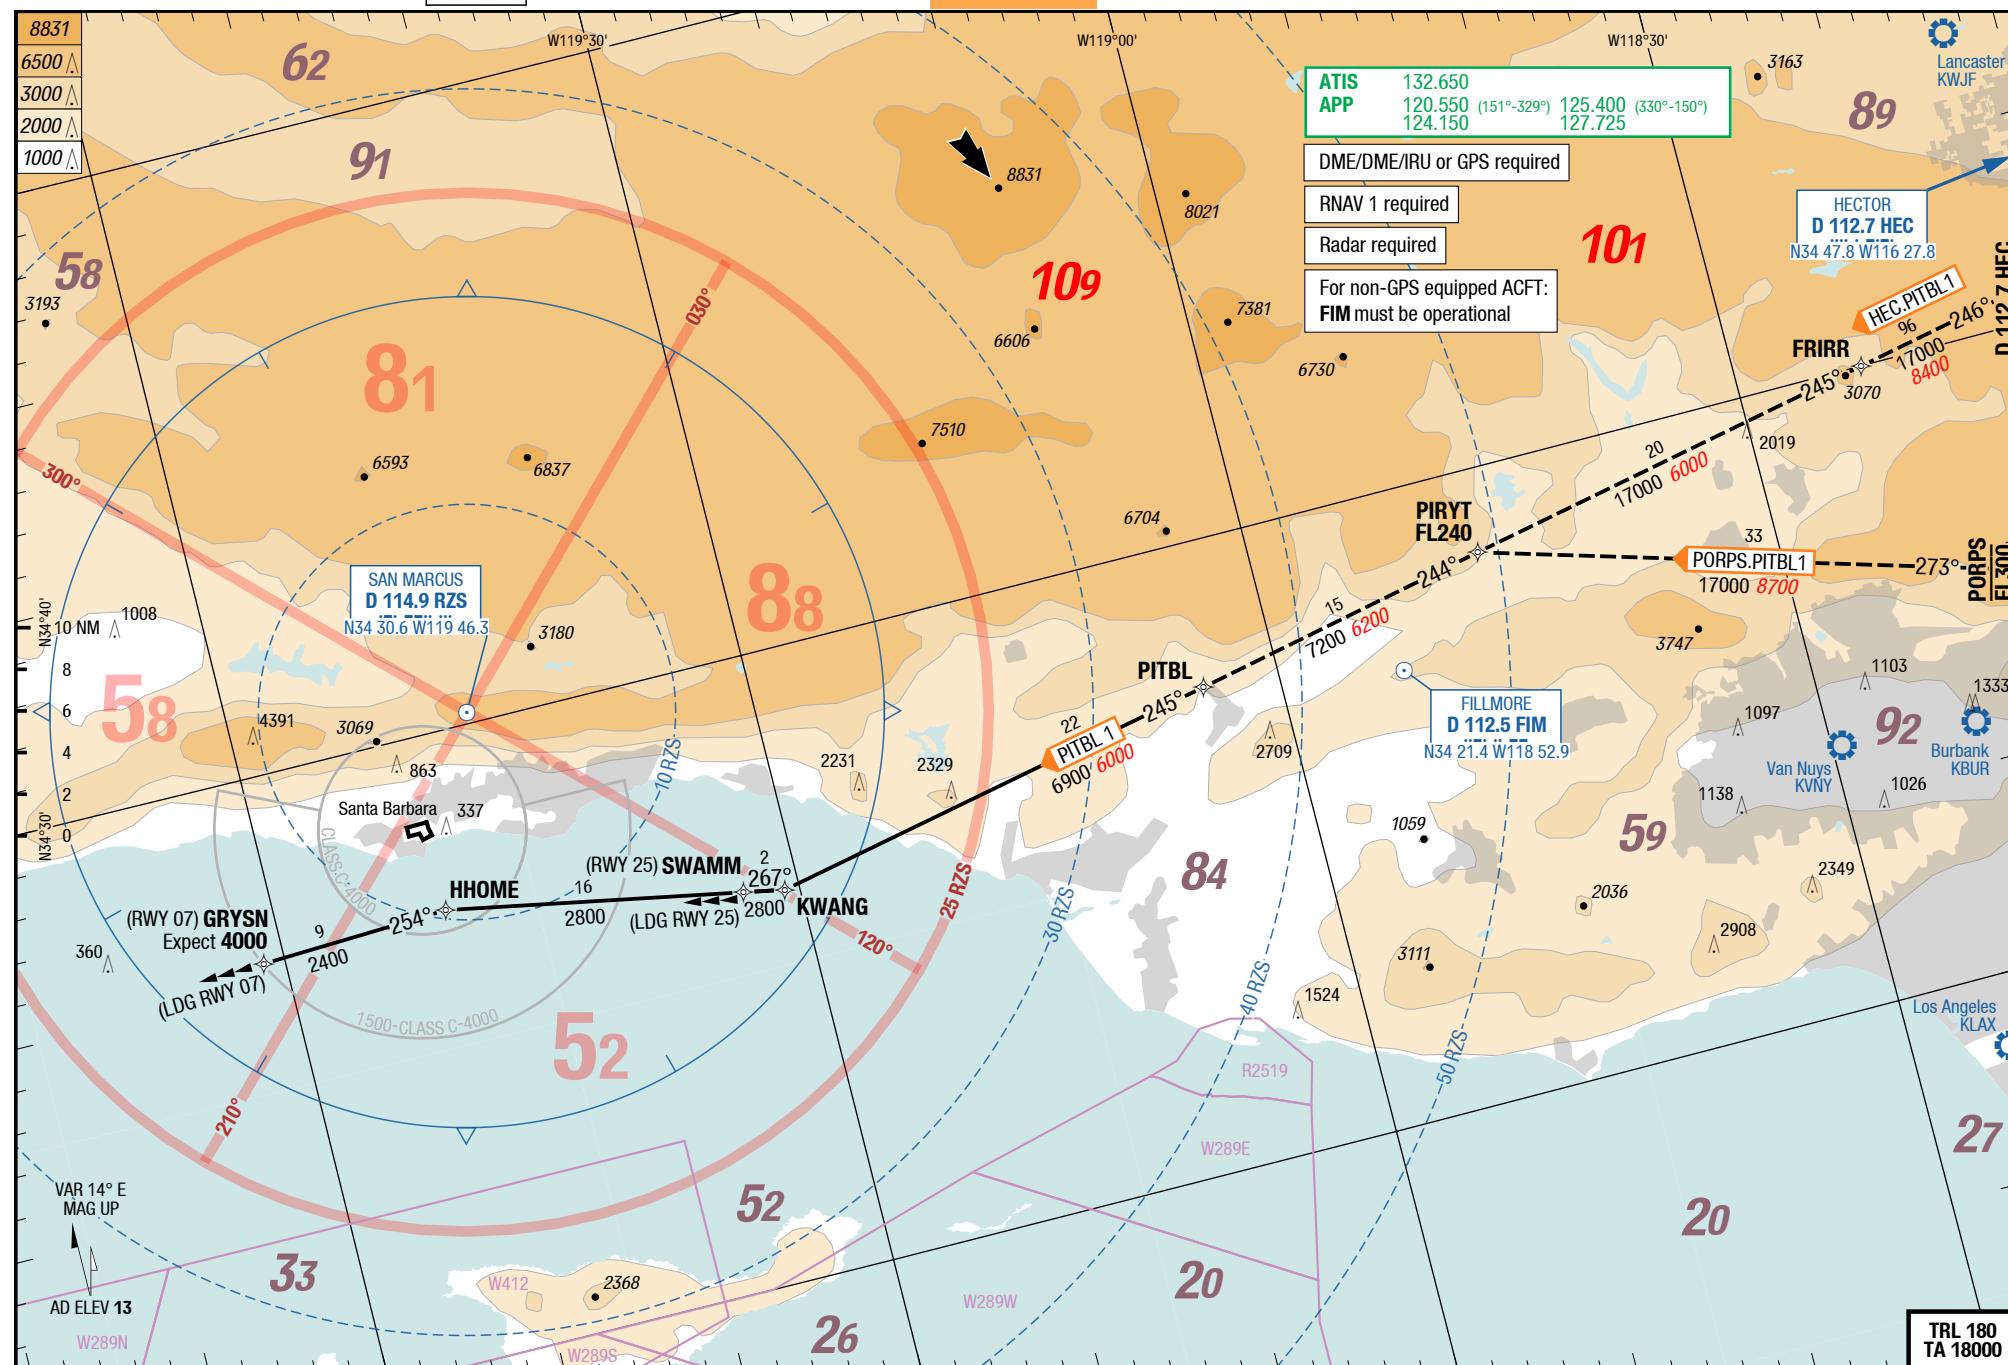 8831
6500
3000
2000
1000
62
91
58
3193
W119°30'
W119°00'
W118°30'
ATIS 132.650
APP 120.550 (151°-329°) 125.400 (330°-150°)
124.150 127.725
DME/DME/IRU or GPS required
RNAV 1 required
Radar required
For non-GPS equipped ACFT:
FIM must be operational
3163
89
Lancaster
KWJF
HECTOR
D 112.7 HEC
N34 47.8 W116 27.8
D 112.7 HEC
8831
8021
109
101
6606
7381
6730
030°
81
300°
6593
6837
7510
6704
HEC.PITBL1
96
246°
17000
8400
FRIRR
245°
3070
2019
20
17000 6000
PIRYT
FL240
244°
33
PORPS.PITBL1
17000 8700
273°
PORPS
FL300
SAN MARCUS
D 114.9 RZS
N34 30.6 W119 46.3
88
N34°40'
10 NM
8
6
4
2
0
N34°30'
1008
3180
58
4391
3069
863
Santa Barbara
337
CLASS C-4000
10 RZS
2231
2329
PITBL
245°
22
PITBL 1
6900 6000
15
7200 6200
3747
1103
1333
1097
92
Van Nuys
KVNY
Burbank
KBUR
1138
1026
FILLMORE
D 112.5 FIM
N34 21.4 W118 52.9
2709
1059
59
84
2349
2036
2908
3111
1524
(RWY 25) SWAMM
2
267°
2800
KWANG
(LDG RWY 25)
16
2800
HHOME
254°
(RWY 07) GRYSN
Expect 4000
9
2400
(LDG RWY 07)
360
120°
25 RZS
30 RZS
40 RZS
50 RZS
1500-CLASS C-4000
52
210°
R2519
W289E
Los Angeles
KLAX
27
20
VAR 14° E
MAG UP
AD ELEV 13
33
52
W412
2368
W289N
W289S
W289W
20
26
TRL 180
TA 18000